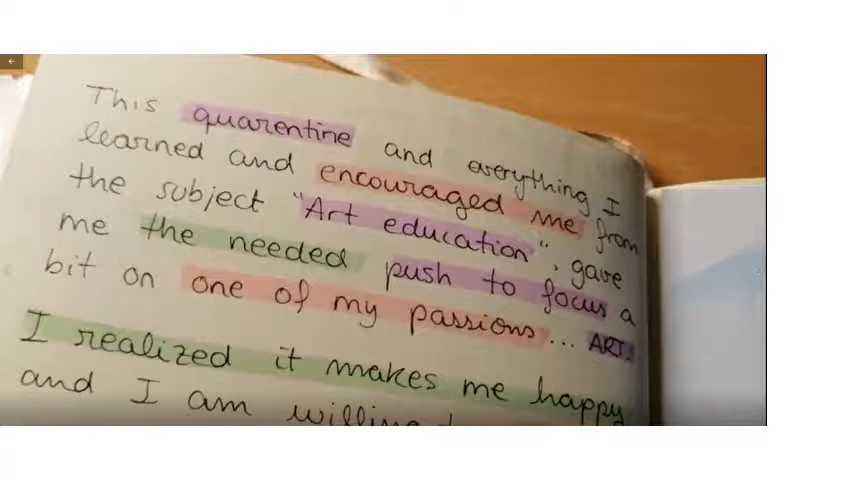 This quarentine and everything I
learned and encouraged me from
the subject "Art education", gave
me the needed push to focus a
bit on one of my passions... ART.
I realized it makes me happy
and I am willing